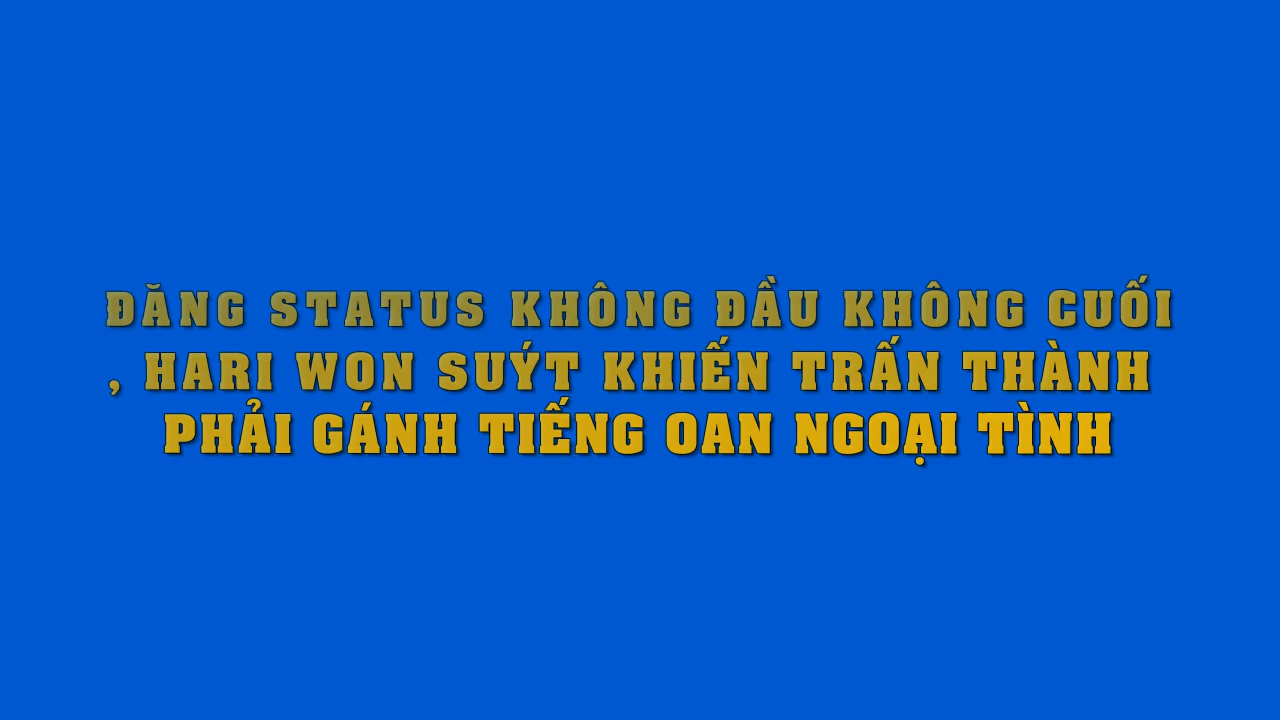 ĐĂNG STATUS KHÔNG ĐẦU KHÔNG CUỐI
, HARI WON SUÝT KHIẾN TRẤN THÀNH
PHẢI GÁNH TIẾNG OAN NGOẠI TÌNH